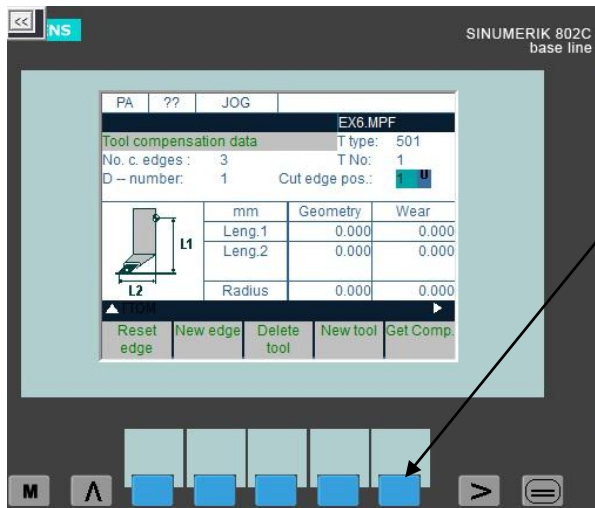 <<
ENS
SINUMERIK 802C
base line
PA ?? JOG
EX6.MPF
Tool compensation data T type: 501
No. c. edges : 3 T No: 1
D -- number: 1 Cut edge pos.: 1 U
mm Geometry Wear
L1
Leng.1 0.000 0.000
Leng.2 0.000 0.000
L2
Radius 0.000 0.000
Reset edge New edge Delete tool New tool Get Comp.
M Λ >